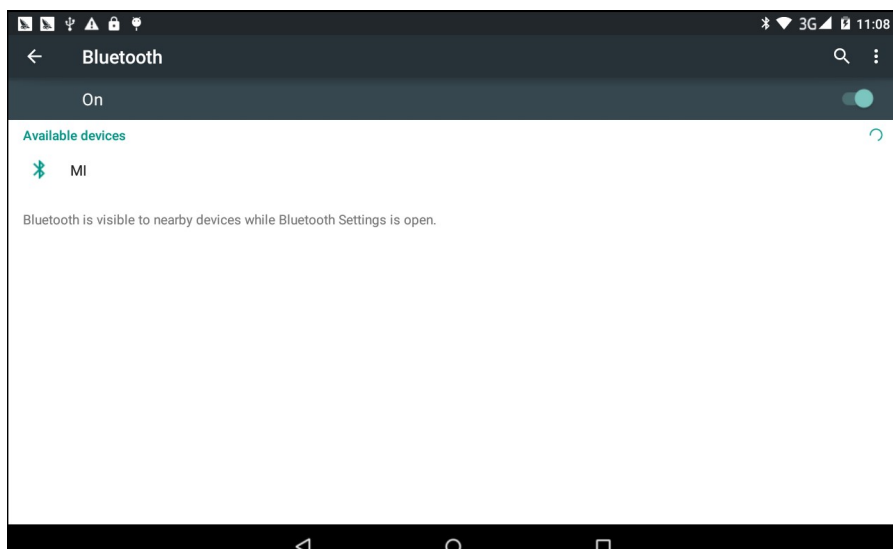 3G 11:08
Bluetooth
On
Available devices
MI
Bluetooth is visible to nearby devices while Bluetooth Settings is open.